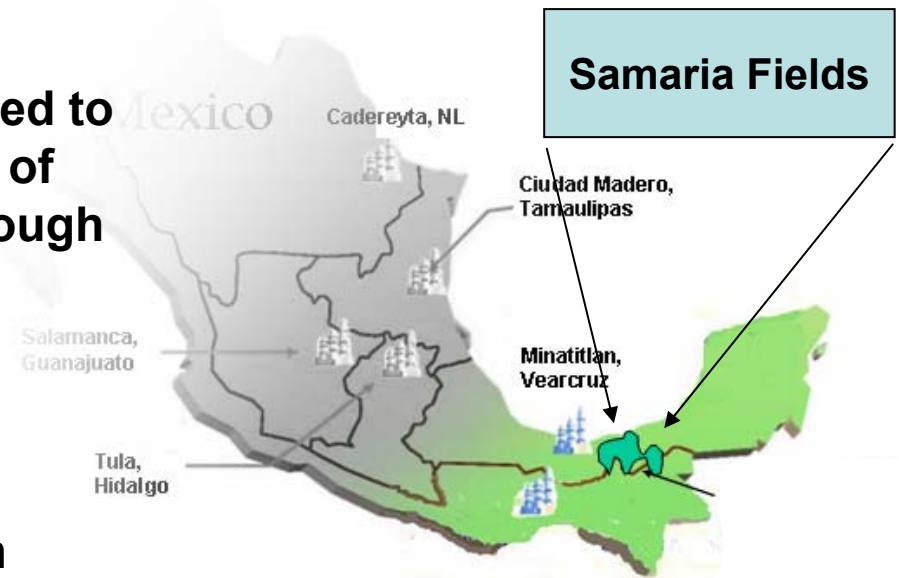 Samaria Fields
ed to
of
ough
Mexico
Cadereyta, NL
Ciudad Madero,
Tamaulipas
Salamanca,
Guanajuato
Minatitlan,
Vearcruz
Tula,
Hidalgo